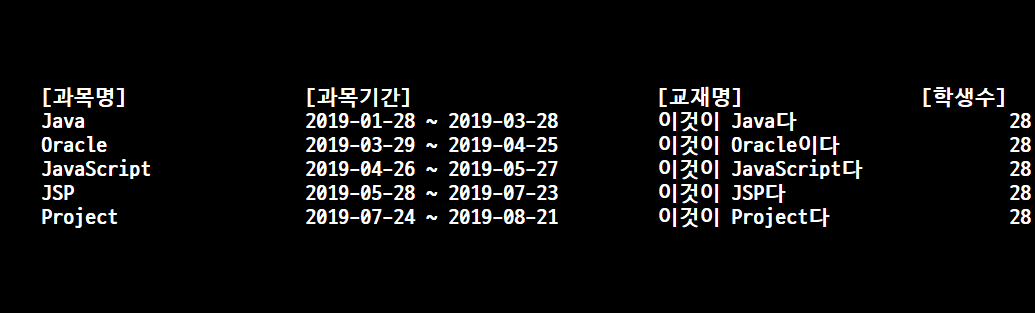 [과목명] [과목기간] [교재명] [학생수]
Java 2019-01-28 ~ 2019-03-28 이것이 Java다 28
Oracle 2019-03-29 ~ 2019-04-25 이것이 Oracle이다 28
JavaScript 2019-04-26 ~ 2019-05-27 이것이 JavaScript다 28
JSP 2019-05-28 ~ 2019-07-23 이것이 JSP다 28
Project 2019-07-24 ~ 2019-08-21 이것이 Project다 28